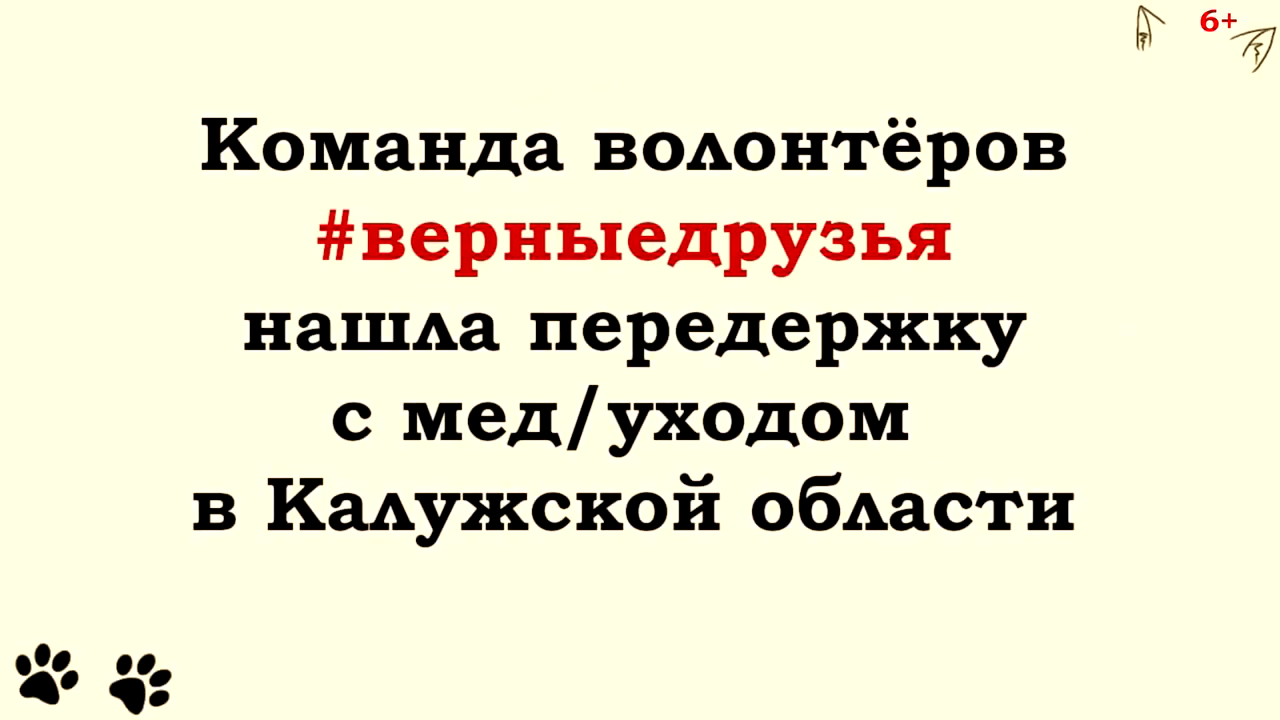 6+
Команда волонтёров
#верныедрузья
нашла передержку
с мед/уходом
в Калужской области